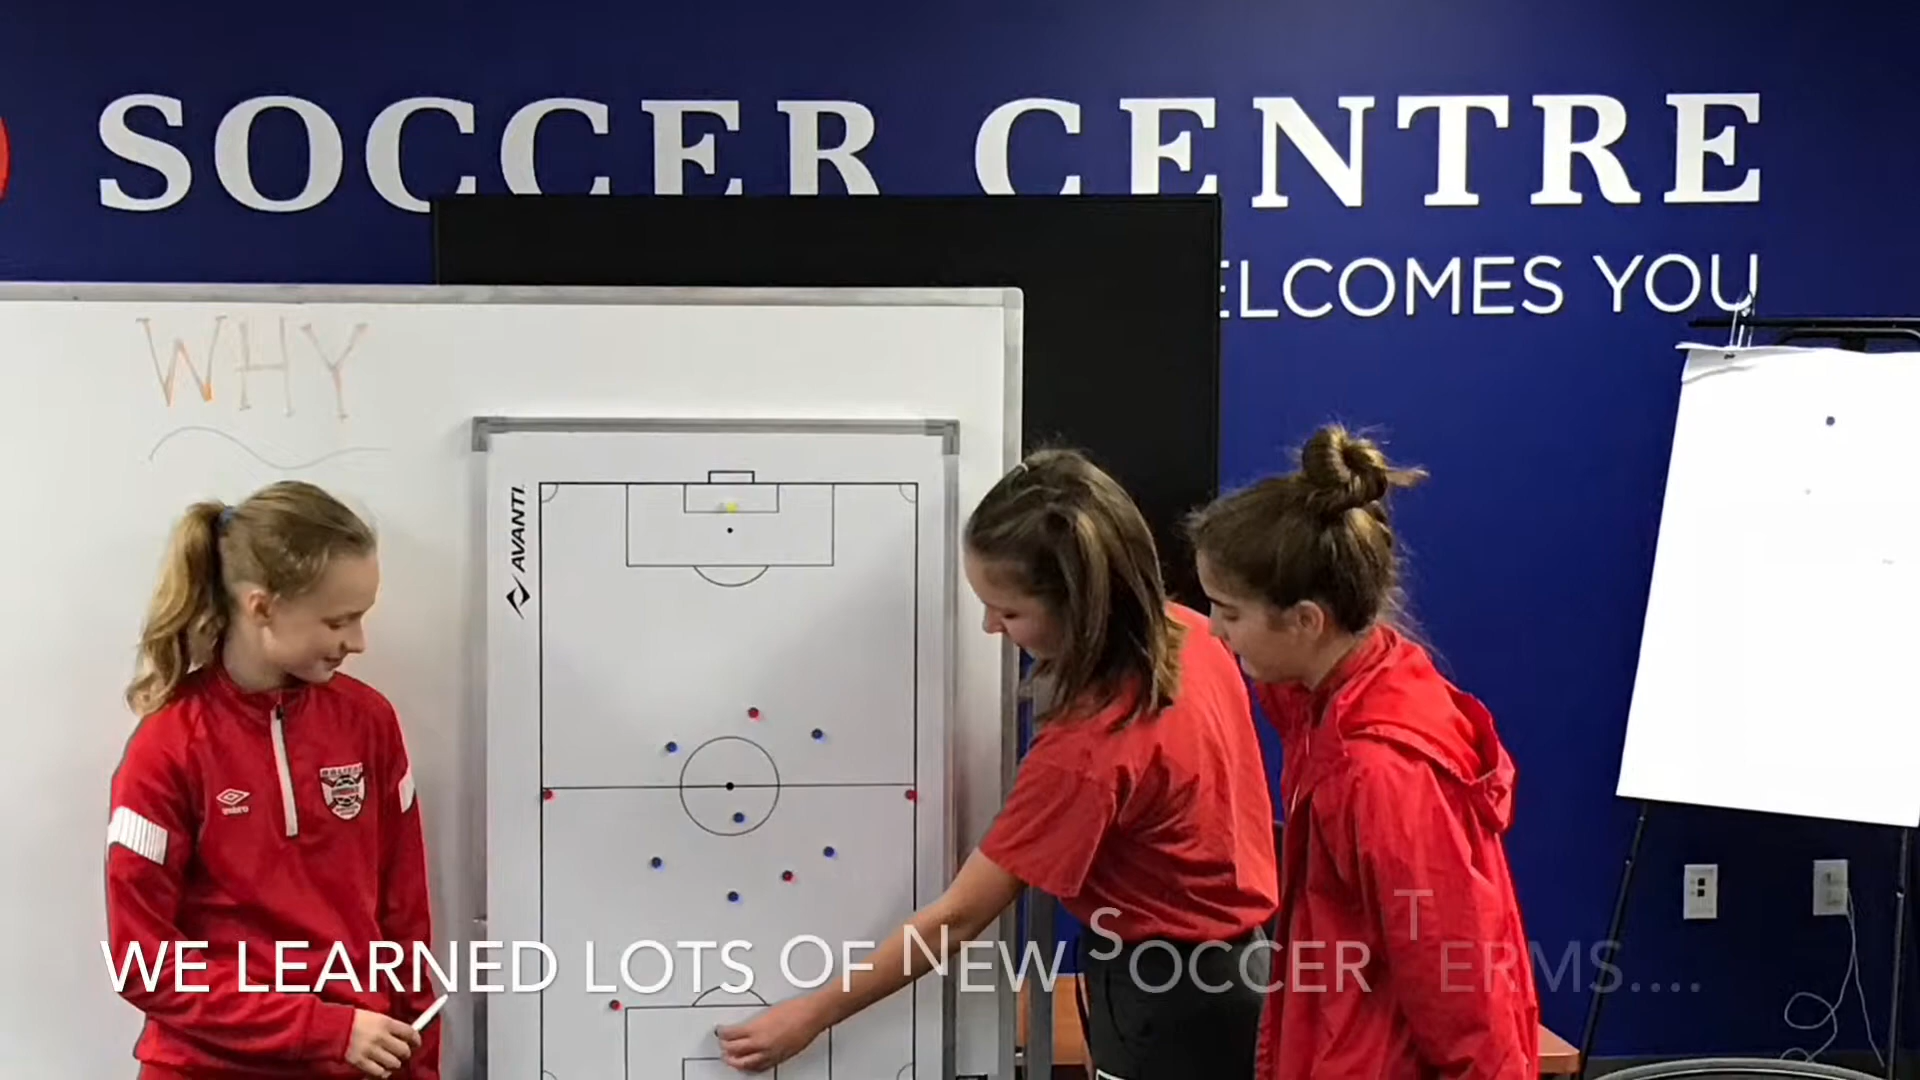 SOCCER CENTRE
ELCOMES YOU
WHY
AVANTI
umbro
WE LEARNED LOTS OF NEW SOCCER TERMS....